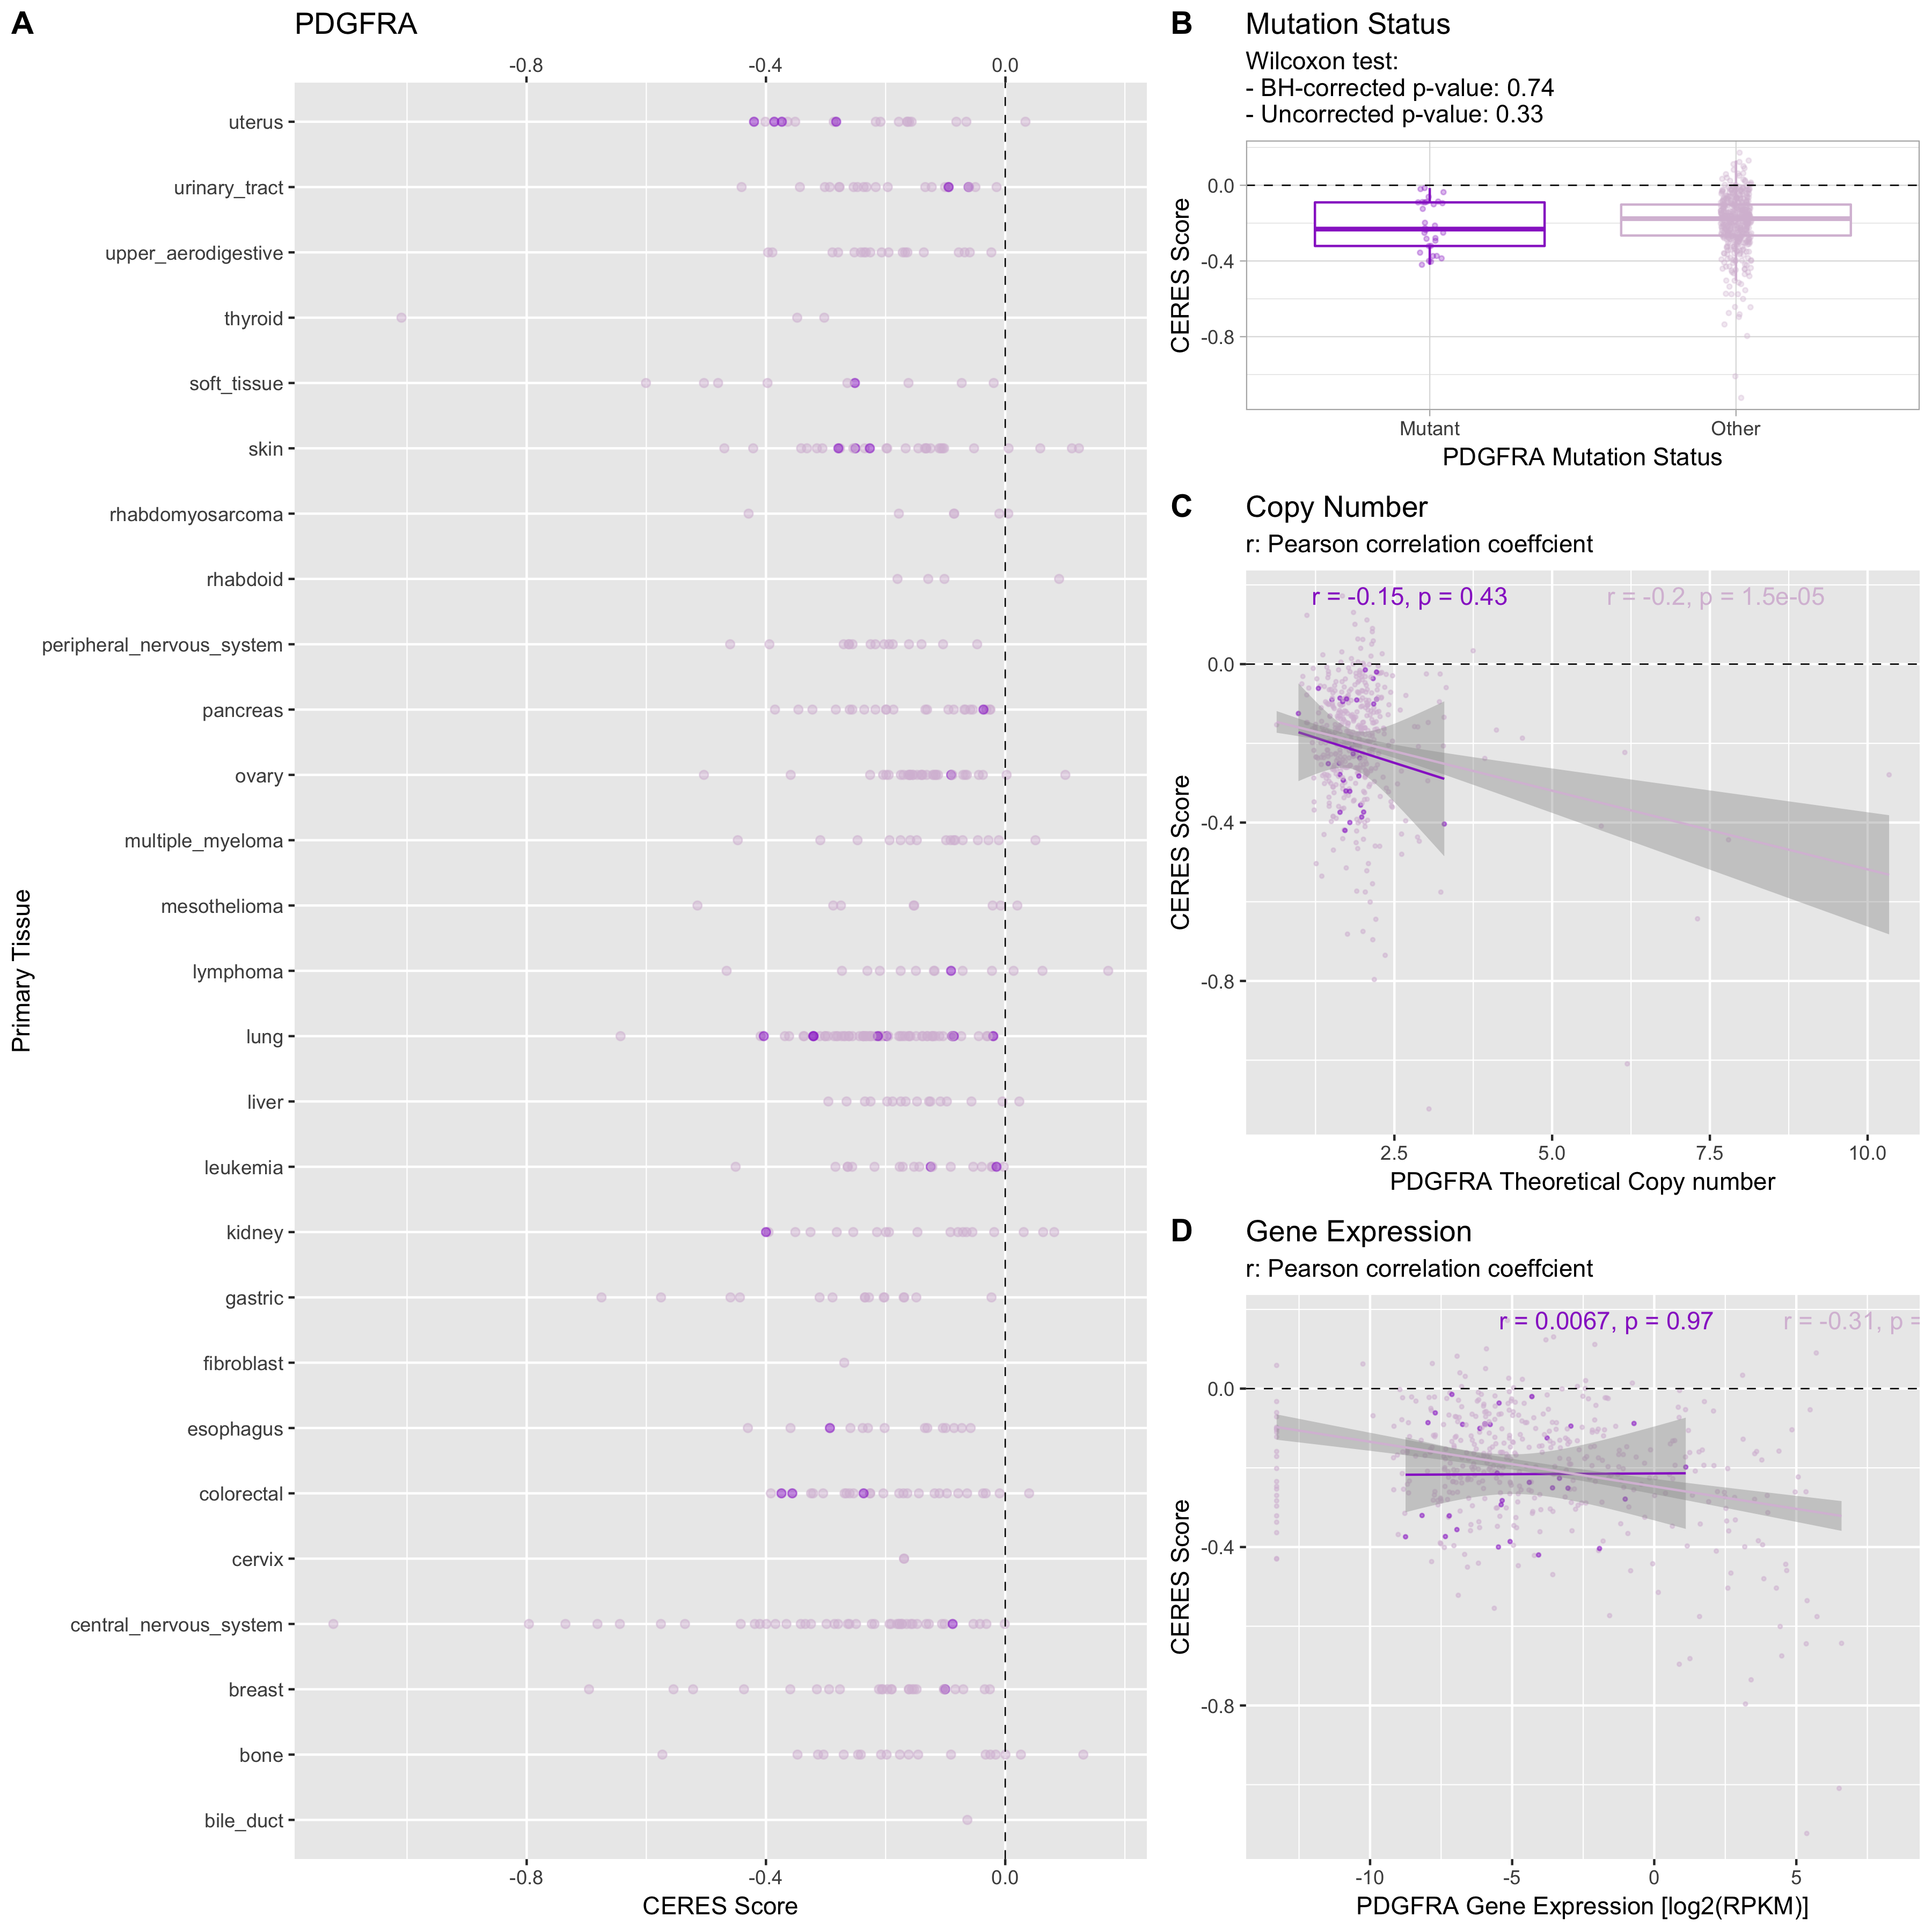 A
PDGFRA
-0.8
-0.4
0.0
uterus
urinary_tract
upper_aerodigestive
thyroid
soft_tissue
skin
rhabdomyosarcoma
rhabdoid
peripheral_nervous_system
pancreas
ovary
multiple_myeloma
mesothelioma
lymphoma
lung
liver
leukemia
kidney
gastric
fibroblast
esophagus
colorectal
cervix
central_nervous_system
breast
bone
bile_duct
Primary Tissue
-0.8
-0.4
0.0
CERES Score
B
Mutation Status
Wilcoxon test:
- BH-corrected p-value: 0.74
- Uncorrected p-value: 0.33
0.0
-0.4
-0.8
CERES Score
Mutant
Other
PDGFRA Mutation Status
C
Copy Number
r: Pearson correlation coeffcient
r = -0.15, p = 0.43
r = -0.2, p = 1.5e-05
0.0
-0.4
-0.8
CERES Score
2.5
5.0
7.5
10.0
PDGFRA Theoretical Copy number
D
Gene Expression
r: Pearson correlation coeffcient
r = 0.0067, p = 0.97
r = -0.31, p =
0.0
-0.4
-0.8
CERES Score
-10
-5
0
5
PDGFRA Gene Expression [log2(RPKM)]